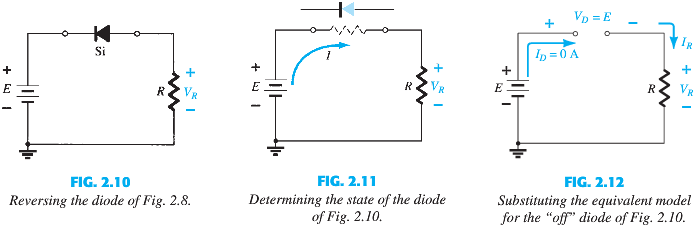 Si
+
E
−
R
+
V_R
−
FIG. 2.10
Reversing the diode of Fig. 2.8.
I
+
E
−
R
+
V_R
−
FIG. 2.11
Determining the state of the diode
of Fig. 2.10.
+ V_D = E −
I_D = 0 A
I_R
+
E
−
R
+
V_R
−
FIG. 2.12
Substituting the equivalent model
for the “off” diode of Fig. 2.10.